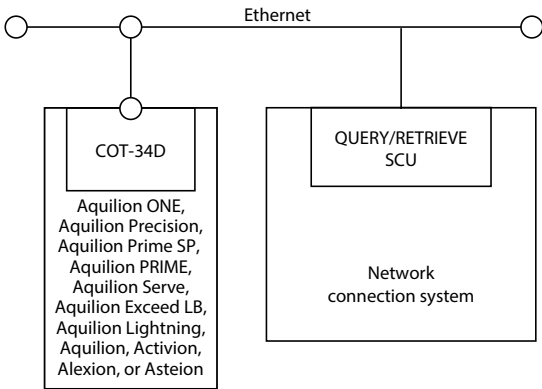 Ethernet
COT-34D
Aquilion ONE,
Aquilion Precision,
Aquilion Prime SP,
Aquilion PRIME,
Aquilion Serve,
Aquilion Exceed LB,
Aquilion Lightning,
Aquilion, Activion,
Alexion, or Asteion
QUERY/RETRIEVE
SCU
Network
connection system